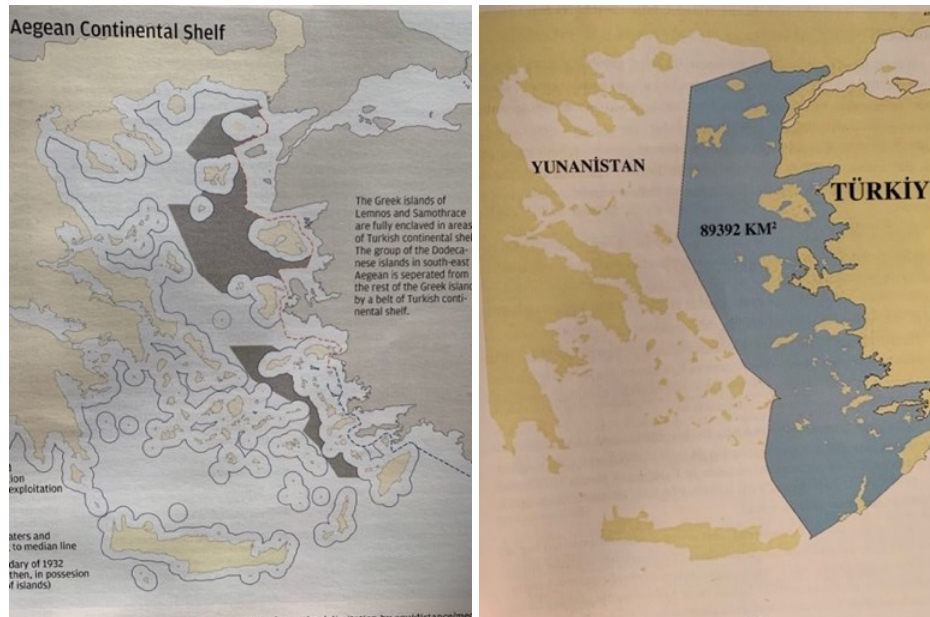 Aegean Continental Shelf
The Greek islands of
Lemnos and Samothrace
are fully enclaved in areas
of Turkish continental shel
The group of the Dodeca-
nese islands in south-east
Aegean is seperated from
the rest of the Greek island
by a belt of Turkish conti-
nental shelf.
ion
exploitation
aters and
to median line
dary of 1932
then, in possesion
f islands)
YUNANİSTAN
TÜRKİY
89392 KM²